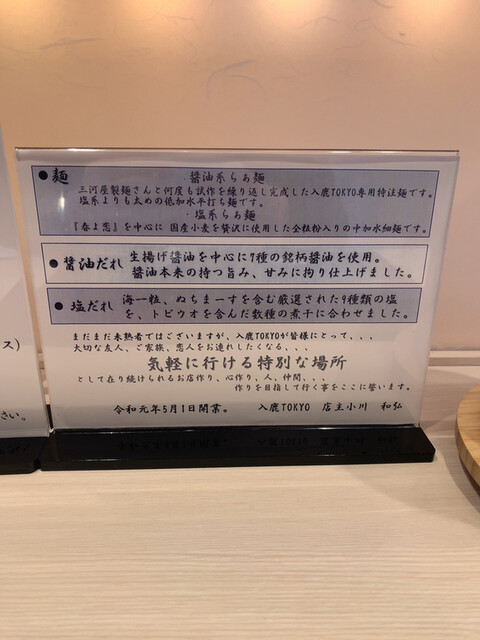 ●麺
・醤油系らぁ麺
三河屋製麺さんと何度も試作を繰り返し完成した入鹿TOKYO専用特注麺です。
塩系よりも太めの低加水平打ち麺です。
・塩系らぁ麺
『春よ恋』を中心に 国産小麦を贅沢に使用した全粒粉入りの中加水細麺です。
●醤油だれ 生揚げ醤油を中心に7種の銘柄醤油を使用。
醤油本来の持つ旨み、甘みに拘り仕上げました。
●塩だれ 海一粒、ぬちまーすを含む厳選された9種類の塩
を、トビウオを含んだ数種の煮干に合わせました。
まだまだ未熟者ではございますが、入鹿TOKYOが皆様にとって、、、
大切な友人、ご家族、恋人をお連れしたくなる、、、
気軽に行ける特別な場所
として在り続けられるお店作り、心作り、人、仲間、、、
作りを目指して行く事をここに誓います。
令和元年5月1日開業。 入鹿TOKYO 店主小川 和弘
ス)
さい。